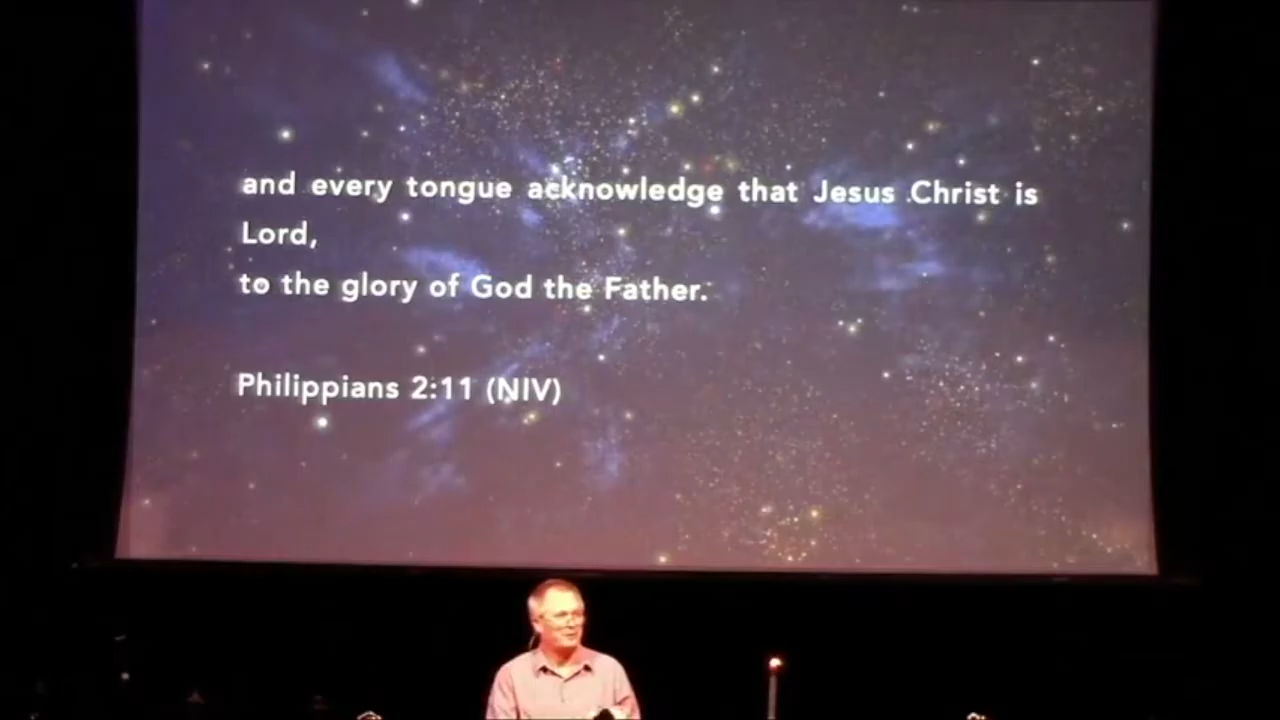 and every tongue acknowledge that Jesus Christ is
Lord,
to the glory of God the Father.
Philippians 2:11 (NIV)